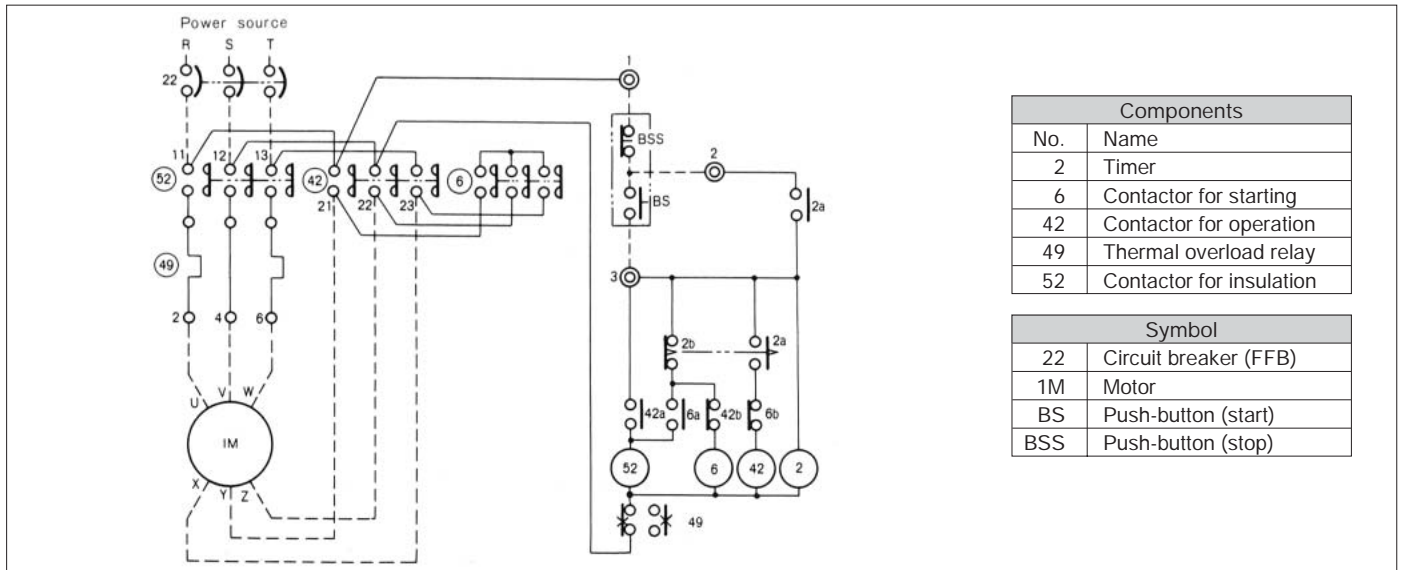 Power source
R S T
22
11 12 13
52 42 6
21 22 23
49
2 4 6
U V W
IM
X Y Z
1
BSS
2
BS
2a
3
2b 2a
42a 6a 42b 6b
52 6 42 2
49
Components
No. Name
2 Timer
6 Contactor for starting
42 Contactor for operation
49 Thermal overload relay
52 Contactor for insulation
Symbol
22 Circuit breaker (FFB)
1M Motor
BS Push-button (start)
BSS Push-button (stop)